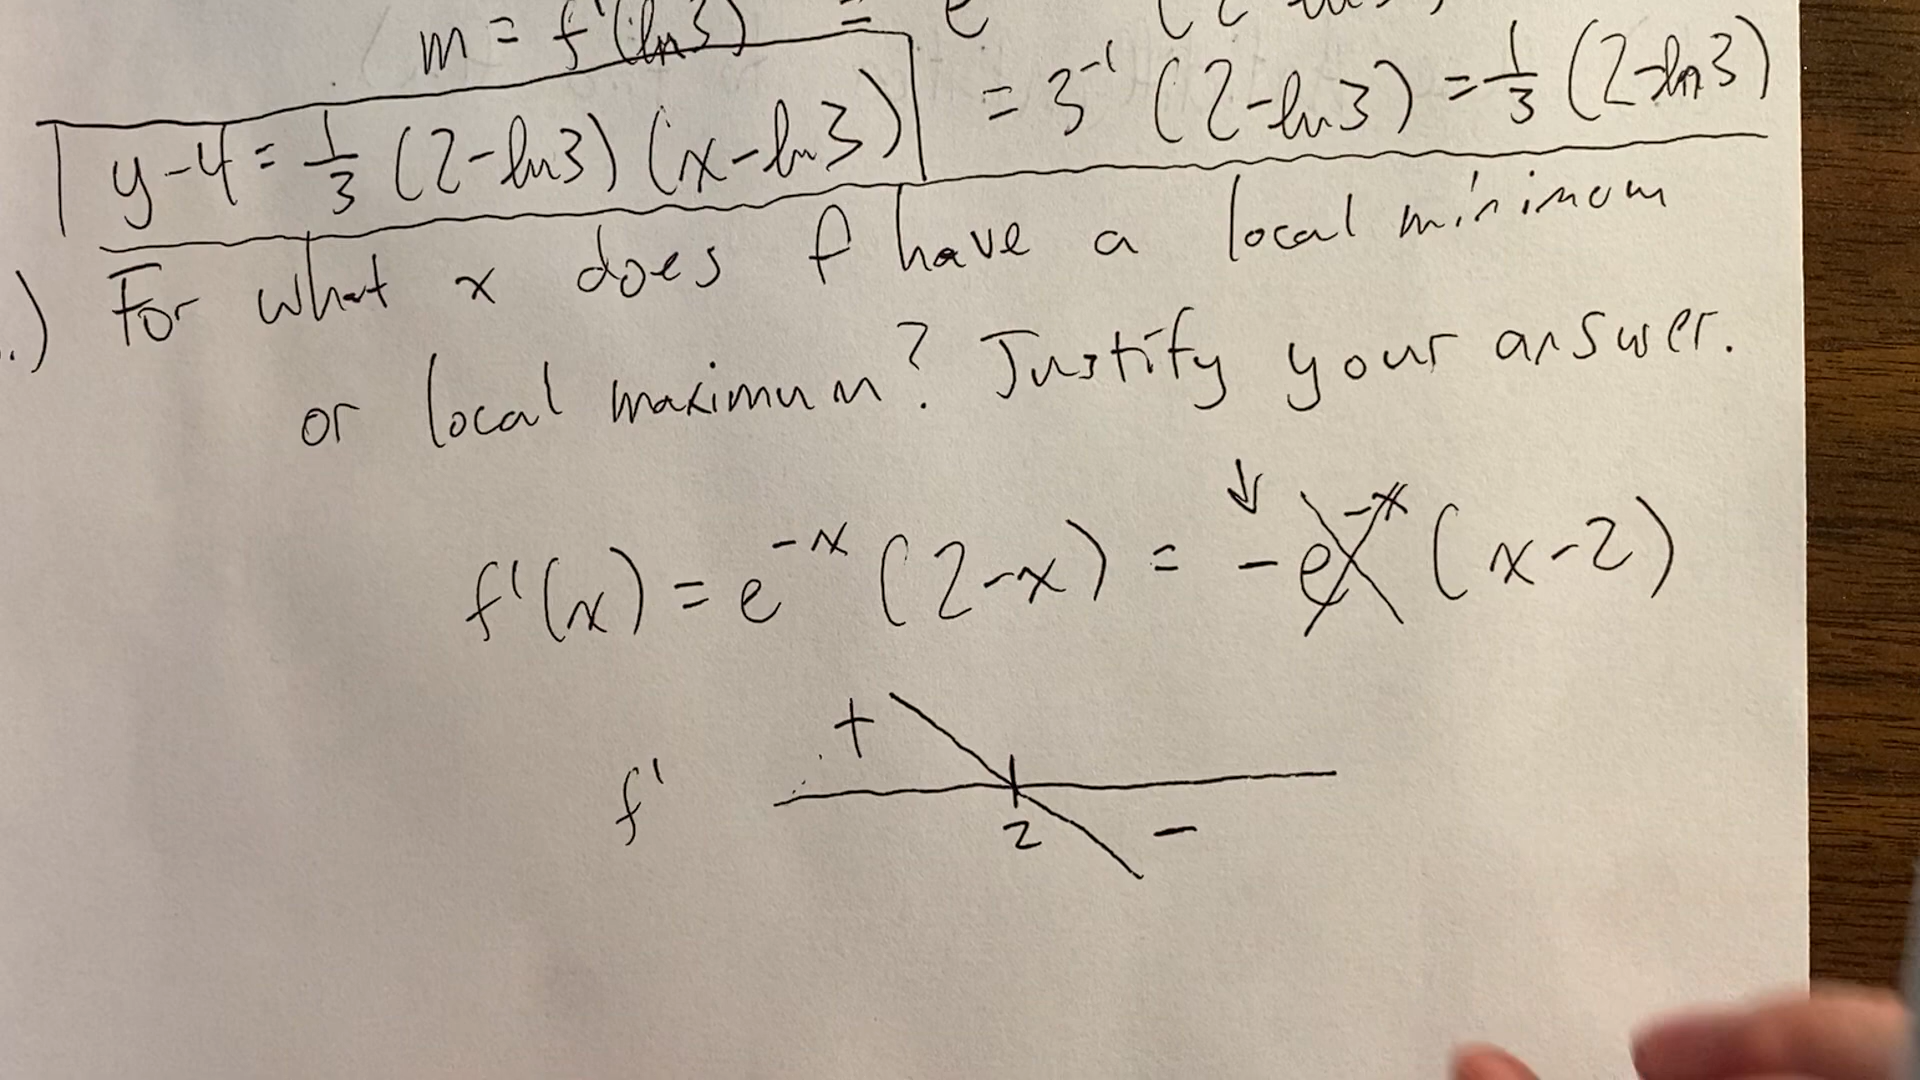 m = f'(ln3) = e (2
y-4 = 1/3 (2-ln3)(x-ln3) = 3^-1 (2-ln3) = 1/3 (2-ln3)
.) For what x does f have a local minimum
or local maximum? Justify your answer.
↓
f'(x) = e^-x (2-x) = -e^-x (x-2)
+
f'
2 −